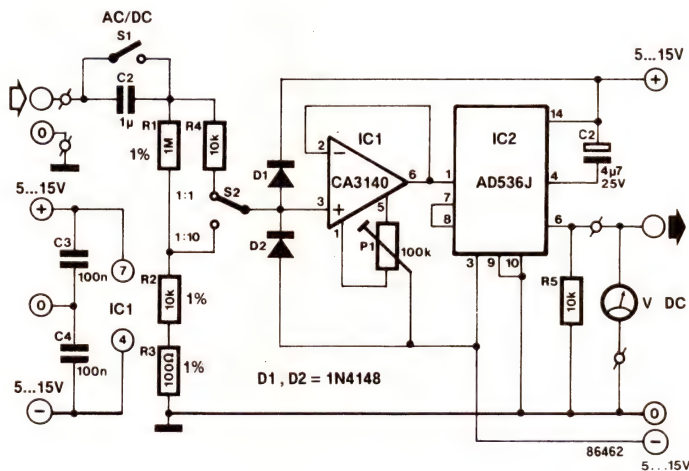 AC/DC
S1
C2
1µ
R1
1M
1%
R4
10k
5...15V
+
0
5...15V
+
C3
100n
7
0
IC1
C4
100n
4
5...15V
−
1:1
S2
1:10
R2
10k
1%
R3
100Ω
1%
D1
D2
2
−
IC1
CA3140
6
3
+
5
1
P1
100k
IC2
AD536J
14
C2
4µ7
25V
1
4
7
8
6
3
9
10
R5
10k
V DC
D1, D2 = 1N4148
0
−
86462
5...15V